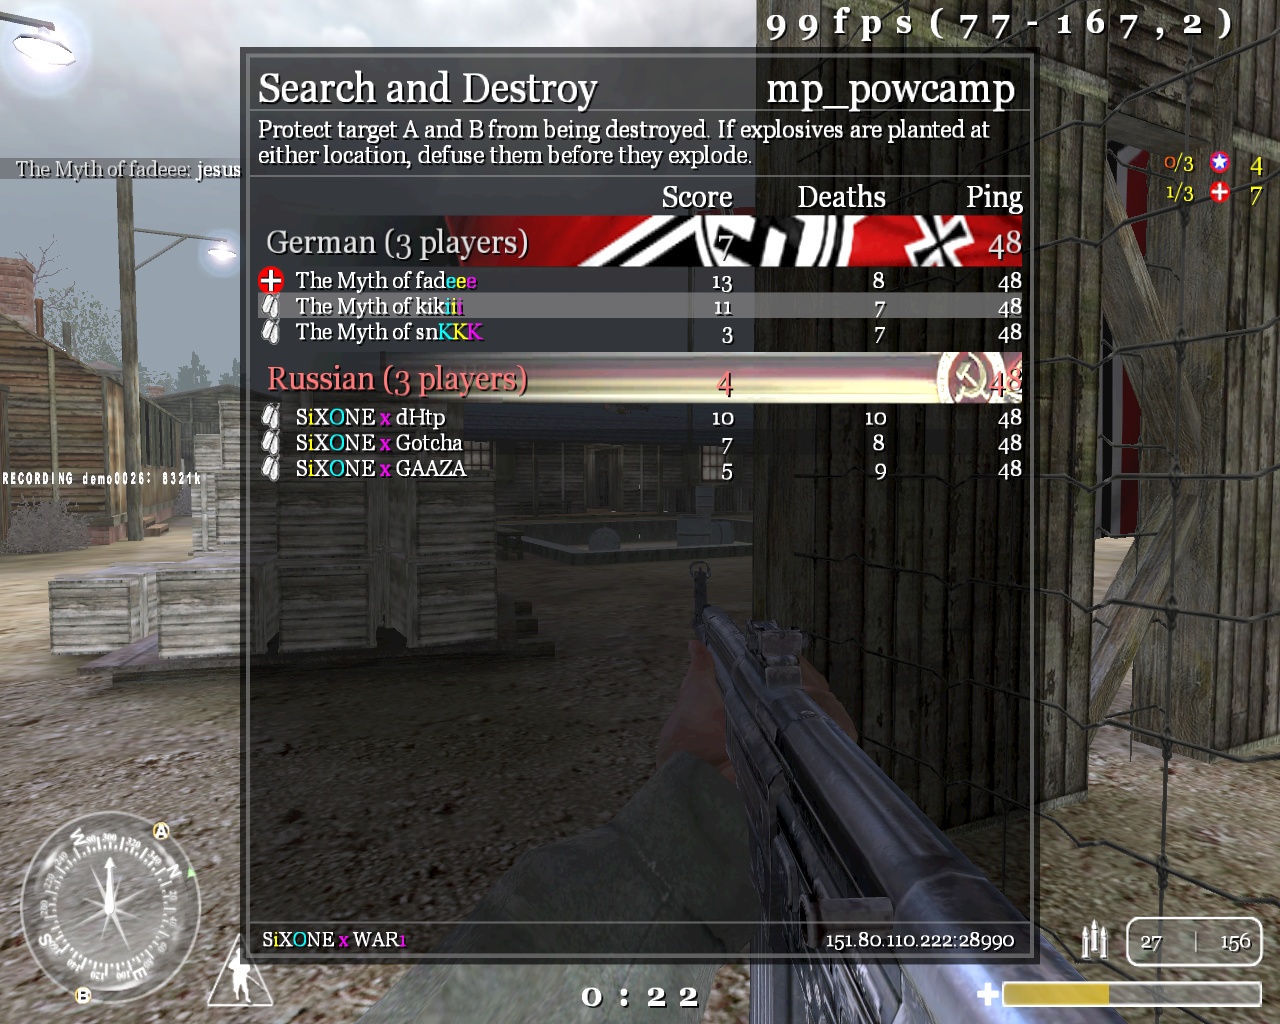 99fps(77-167,2)
Search and Destroy mp_powcamp
Protect target A and B from being destroyed. If explosives are planted at
either location, defuse them before they explode.
The Myth of fadeee: jesus
0/3 4
1/3 7
Score Deaths Ping
German (3 players) 7 48
The Myth of fadeee 13 8 48
The Myth of kikiii 11 7 48
The Myth of snKKK 3 7 48
Russian (3 players) 4 48
SiXONE x dHtp 10 10 48
SiXONE x Gotcha 7 8 48
SiXONE x GAAZA 5 9 48
RECORDING demo0026: 8321k
A
B
SiXONE x WAR1 151.80.110.222:28990
27 | 156
0:22